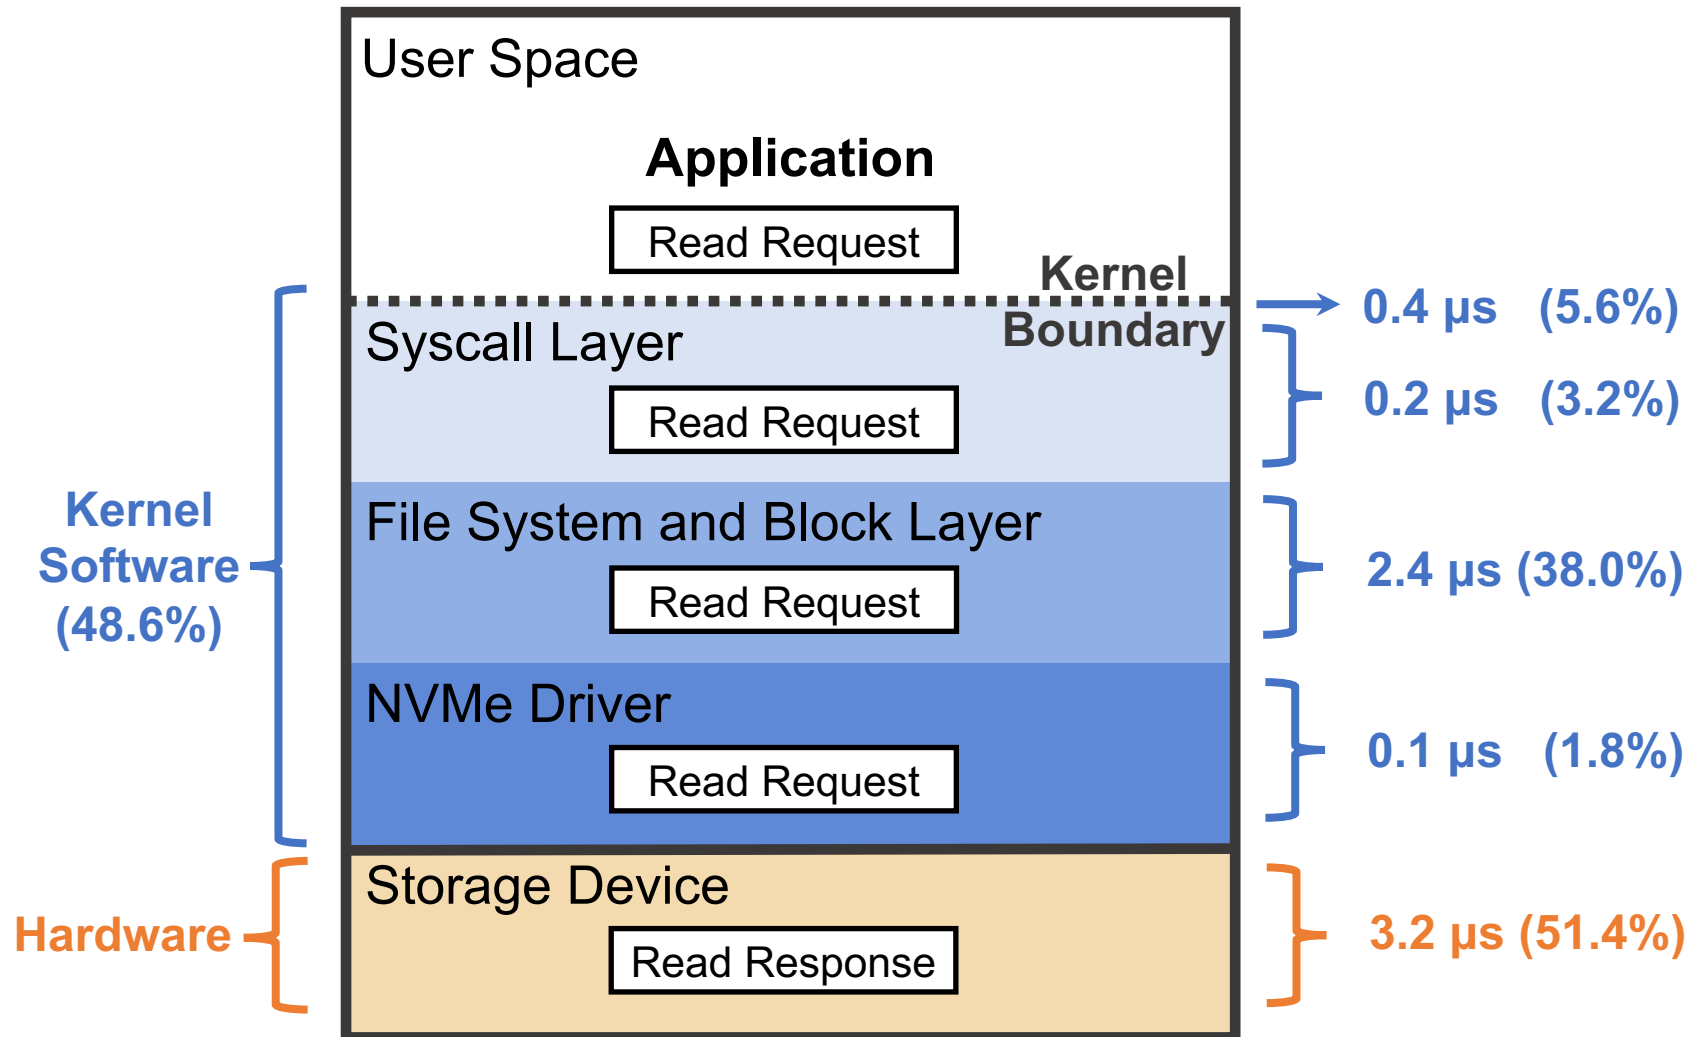 User Space
Application
Read Request
Kernel
Boundary
0.4 µs (5.6%)
Syscall Layer
Read Request
0.2 µs (3.2%)
Kernel
Software
(48.6%)
File System and Block Layer
Read Request
2.4 µs (38.0%)
NVMe Driver
Read Request
0.1 µs (1.8%)
Hardware
Storage Device
Read Response
3.2 µs (51.4%)